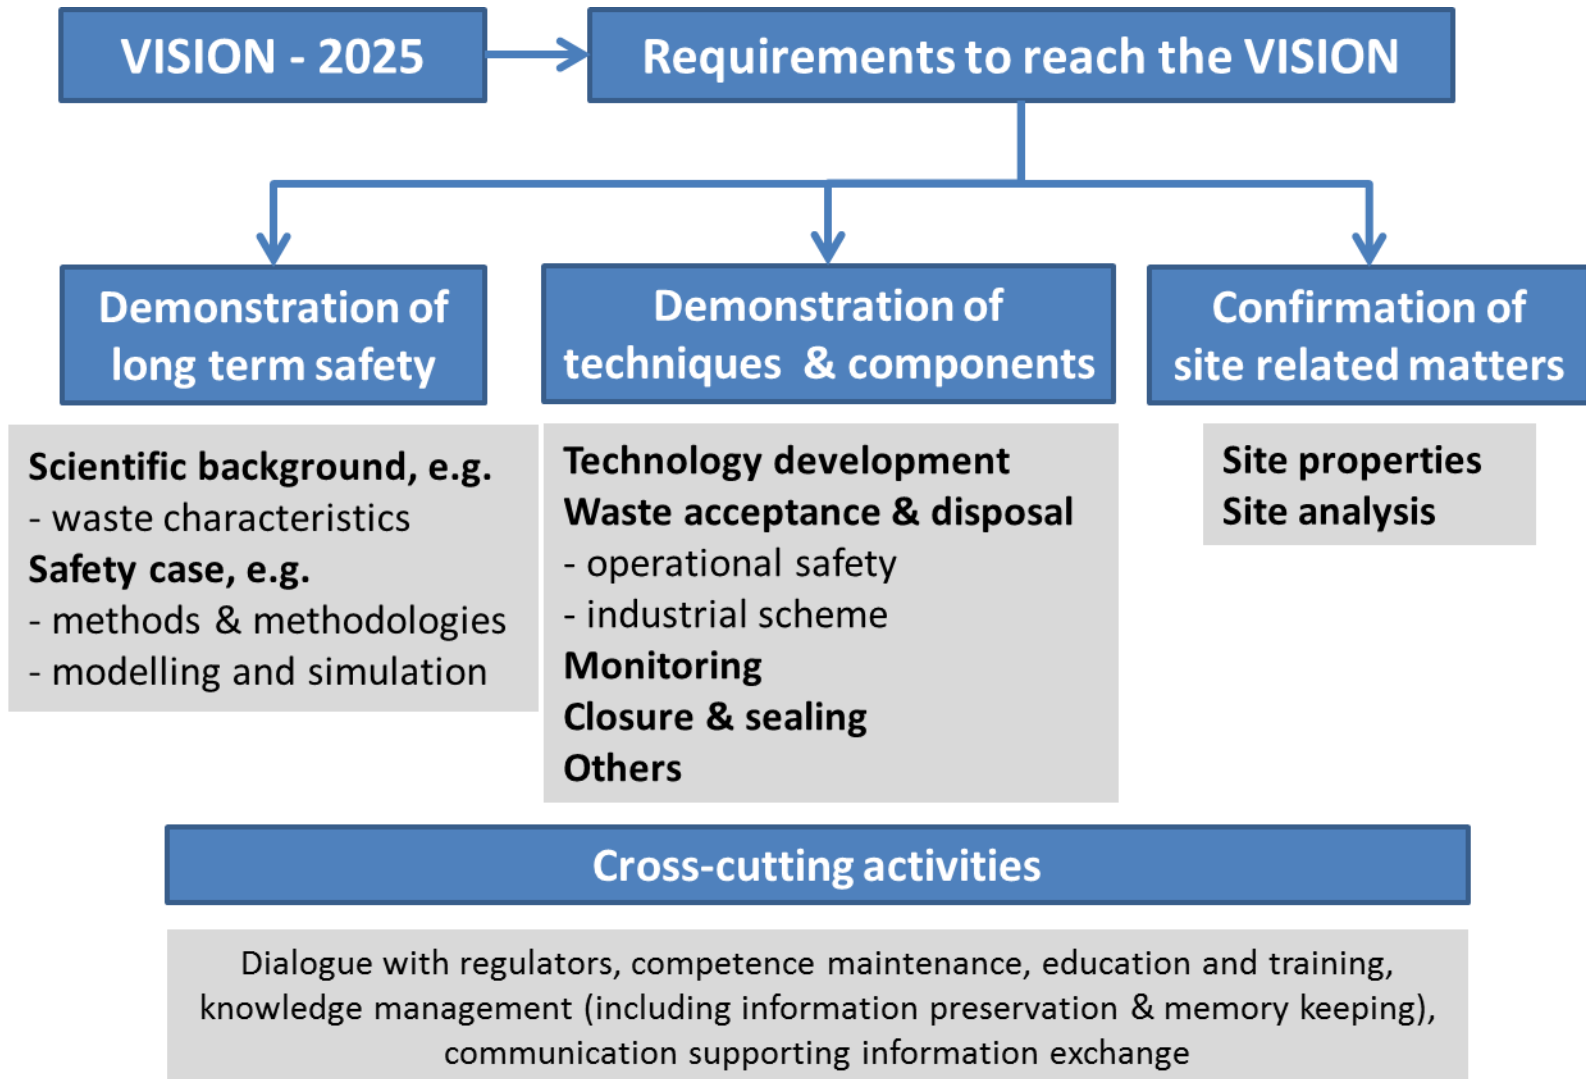 VISION - 2025
Requirements to reach the VISION
Demonstration of
long term safety
Scientific background, e.g.
- waste characteristics
Safety case, e.g.
- methods & methodologies
- modelling and simulation
Demonstration of
techniques & components
Technology development
Waste acceptance & disposal
- operational safety
- industrial scheme
Monitoring
Closure & sealing
Others
Confirmation of
site related matters
Site properties
Site analysis
Cross-cutting activities
Dialogue with regulators, competence maintenance, education and training,
knowledge management (including information preservation & memory keeping),
communication supporting information exchange